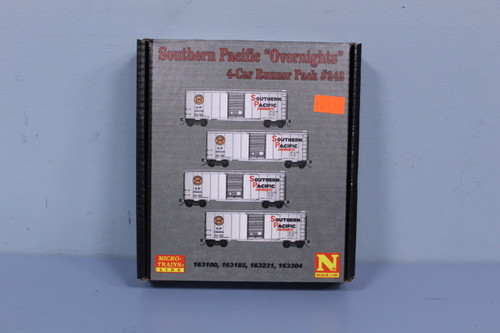 Southern Pacific "Overnights"
4-Car Runner Pack #242
SOUTHERN
PACIFIC
SOUTHERN
PACIFIC
SOUTHERN
PACIFIC
SOUTHERN
PACIFIC
MICRO-
TRAINS
LINE
163100, 163185, 163231, 163304
N